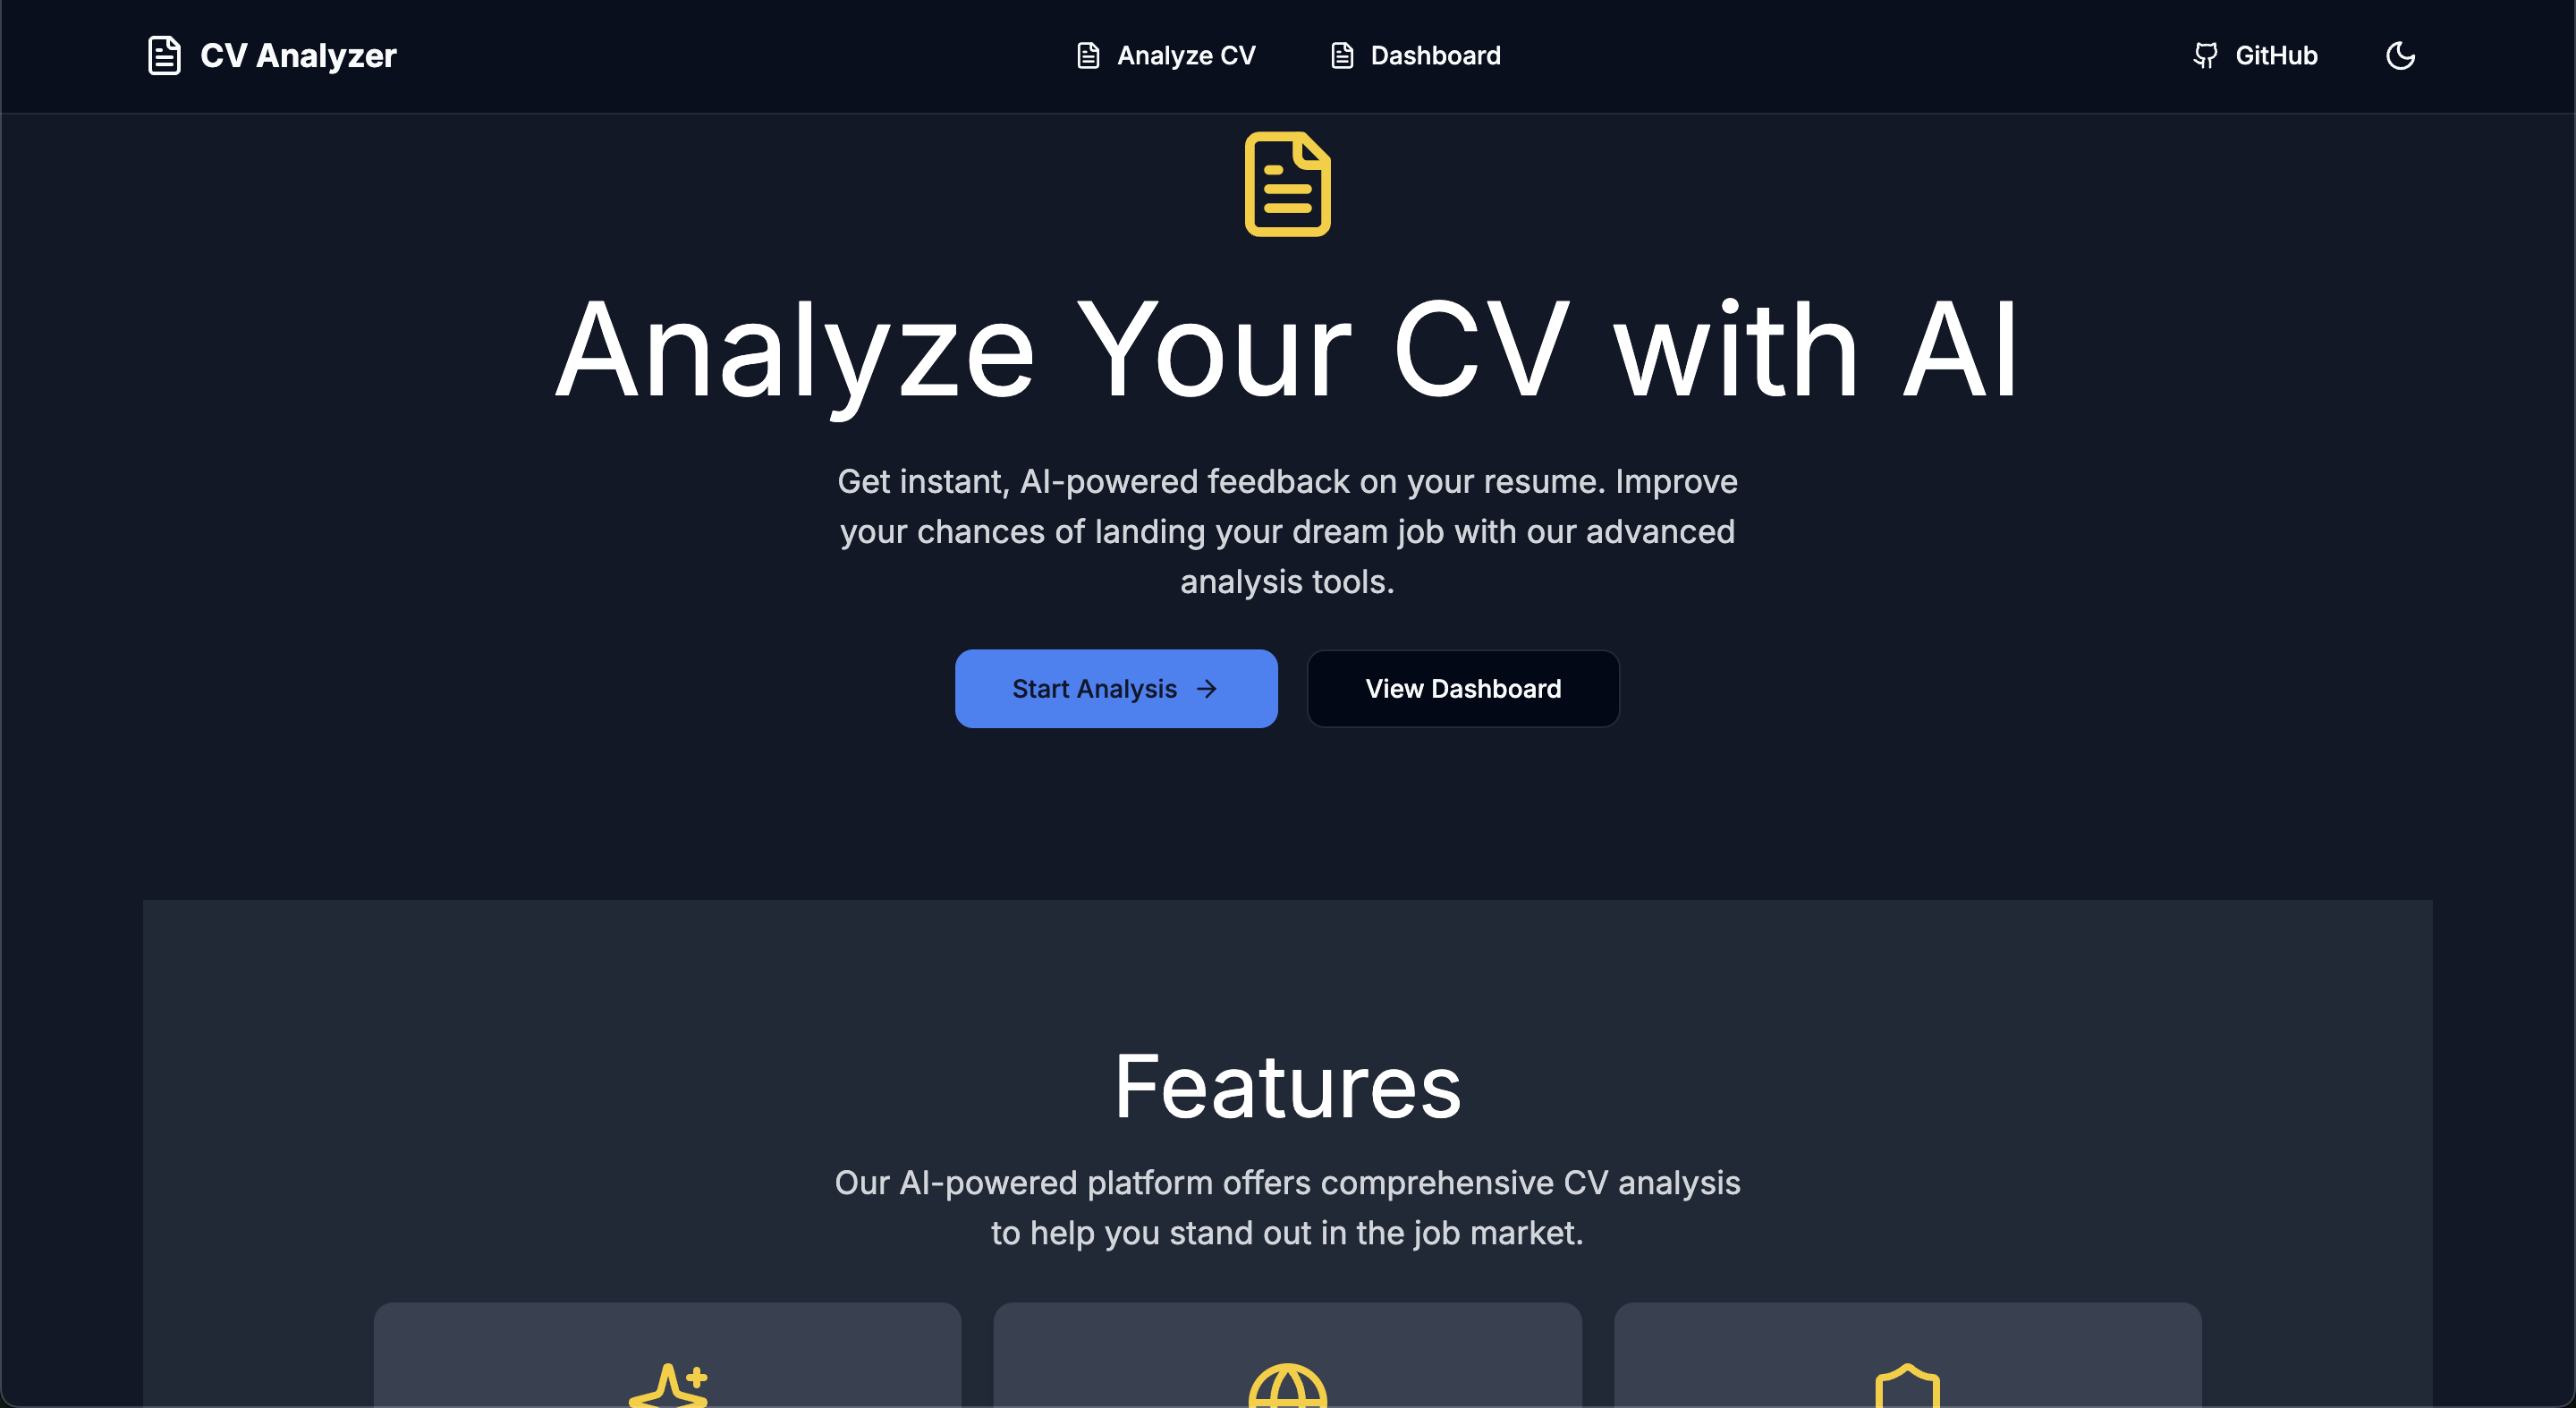 CV Analyzer
Analyze CV
Dashboard
GitHub
Analyze Your CV with AI
Get instant, AI-powered feedback on your resume. Improve
your chances of landing your dream job with our advanced
analysis tools.
Start Analysis
View Dashboard
Features
Our AI-powered platform offers comprehensive CV analysis
to help you stand out in the job market.